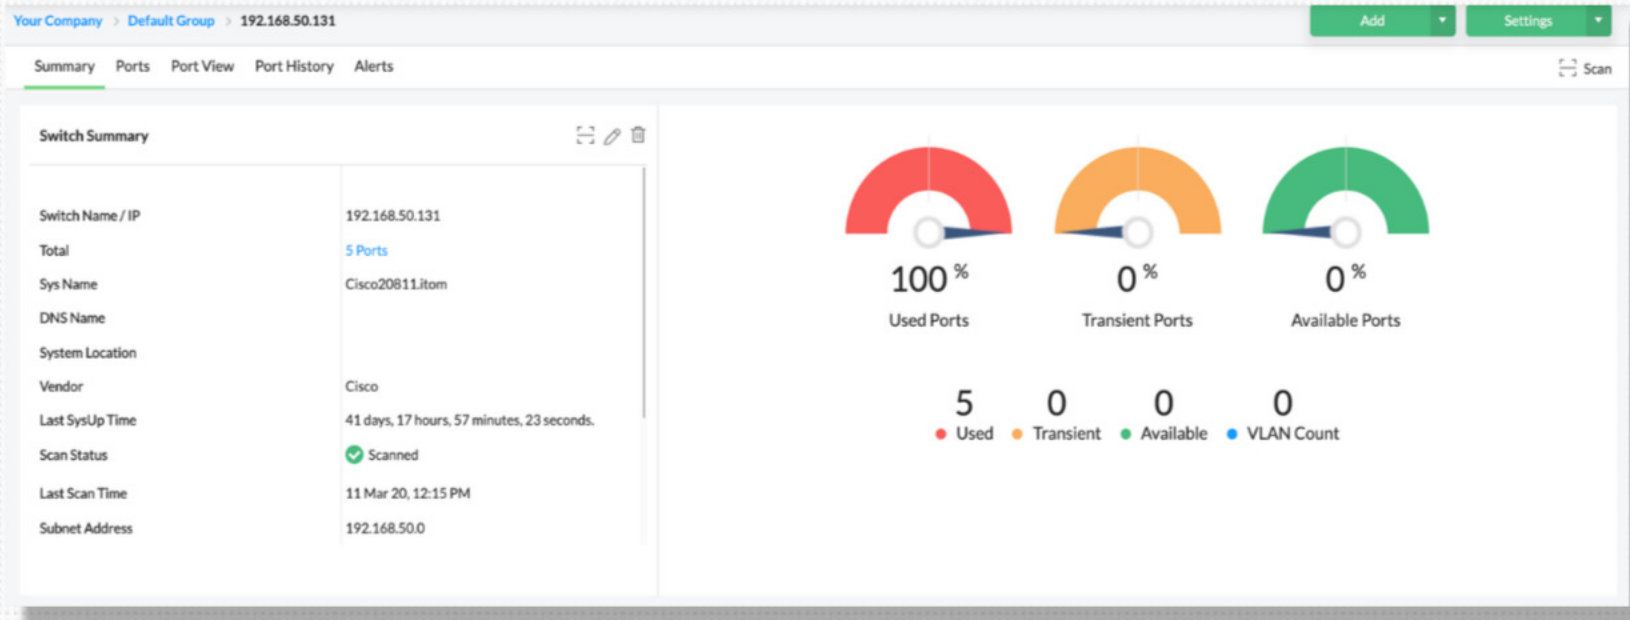 Your Company > Default Group > 192.168.50.131
Add
Settings
Summary Ports Port View Port History Alerts
Scan
Switch Summary
Switch Name / IP 192.168.50.131
Total 5 Ports
Sys Name Cisco20811.itom
DNS Name
System Location
Vendor Cisco
Last SysUp Time 41 days, 17 hours, 57 minutes, 23 seconds.
Scan Status Scanned
Last Scan Time 11 Mar 20, 12:15 PM
Subnet Address 192.168.50.0
100 % 0 % 0 %
Used Ports Transient Ports Available Ports
5 0 0 0
Used Transient Available VLAN Count